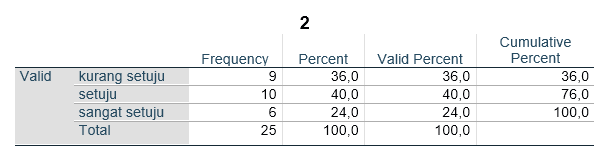 2
Frequency Percent Valid Percent Cumulative Percent
Valid kurang setuju 9 36,0 36,0 36,0
setuju 10 40,0 40,0 76,0
sangat setuju 6 24,0 24,0 100,0
Total 25 100,0 100,0